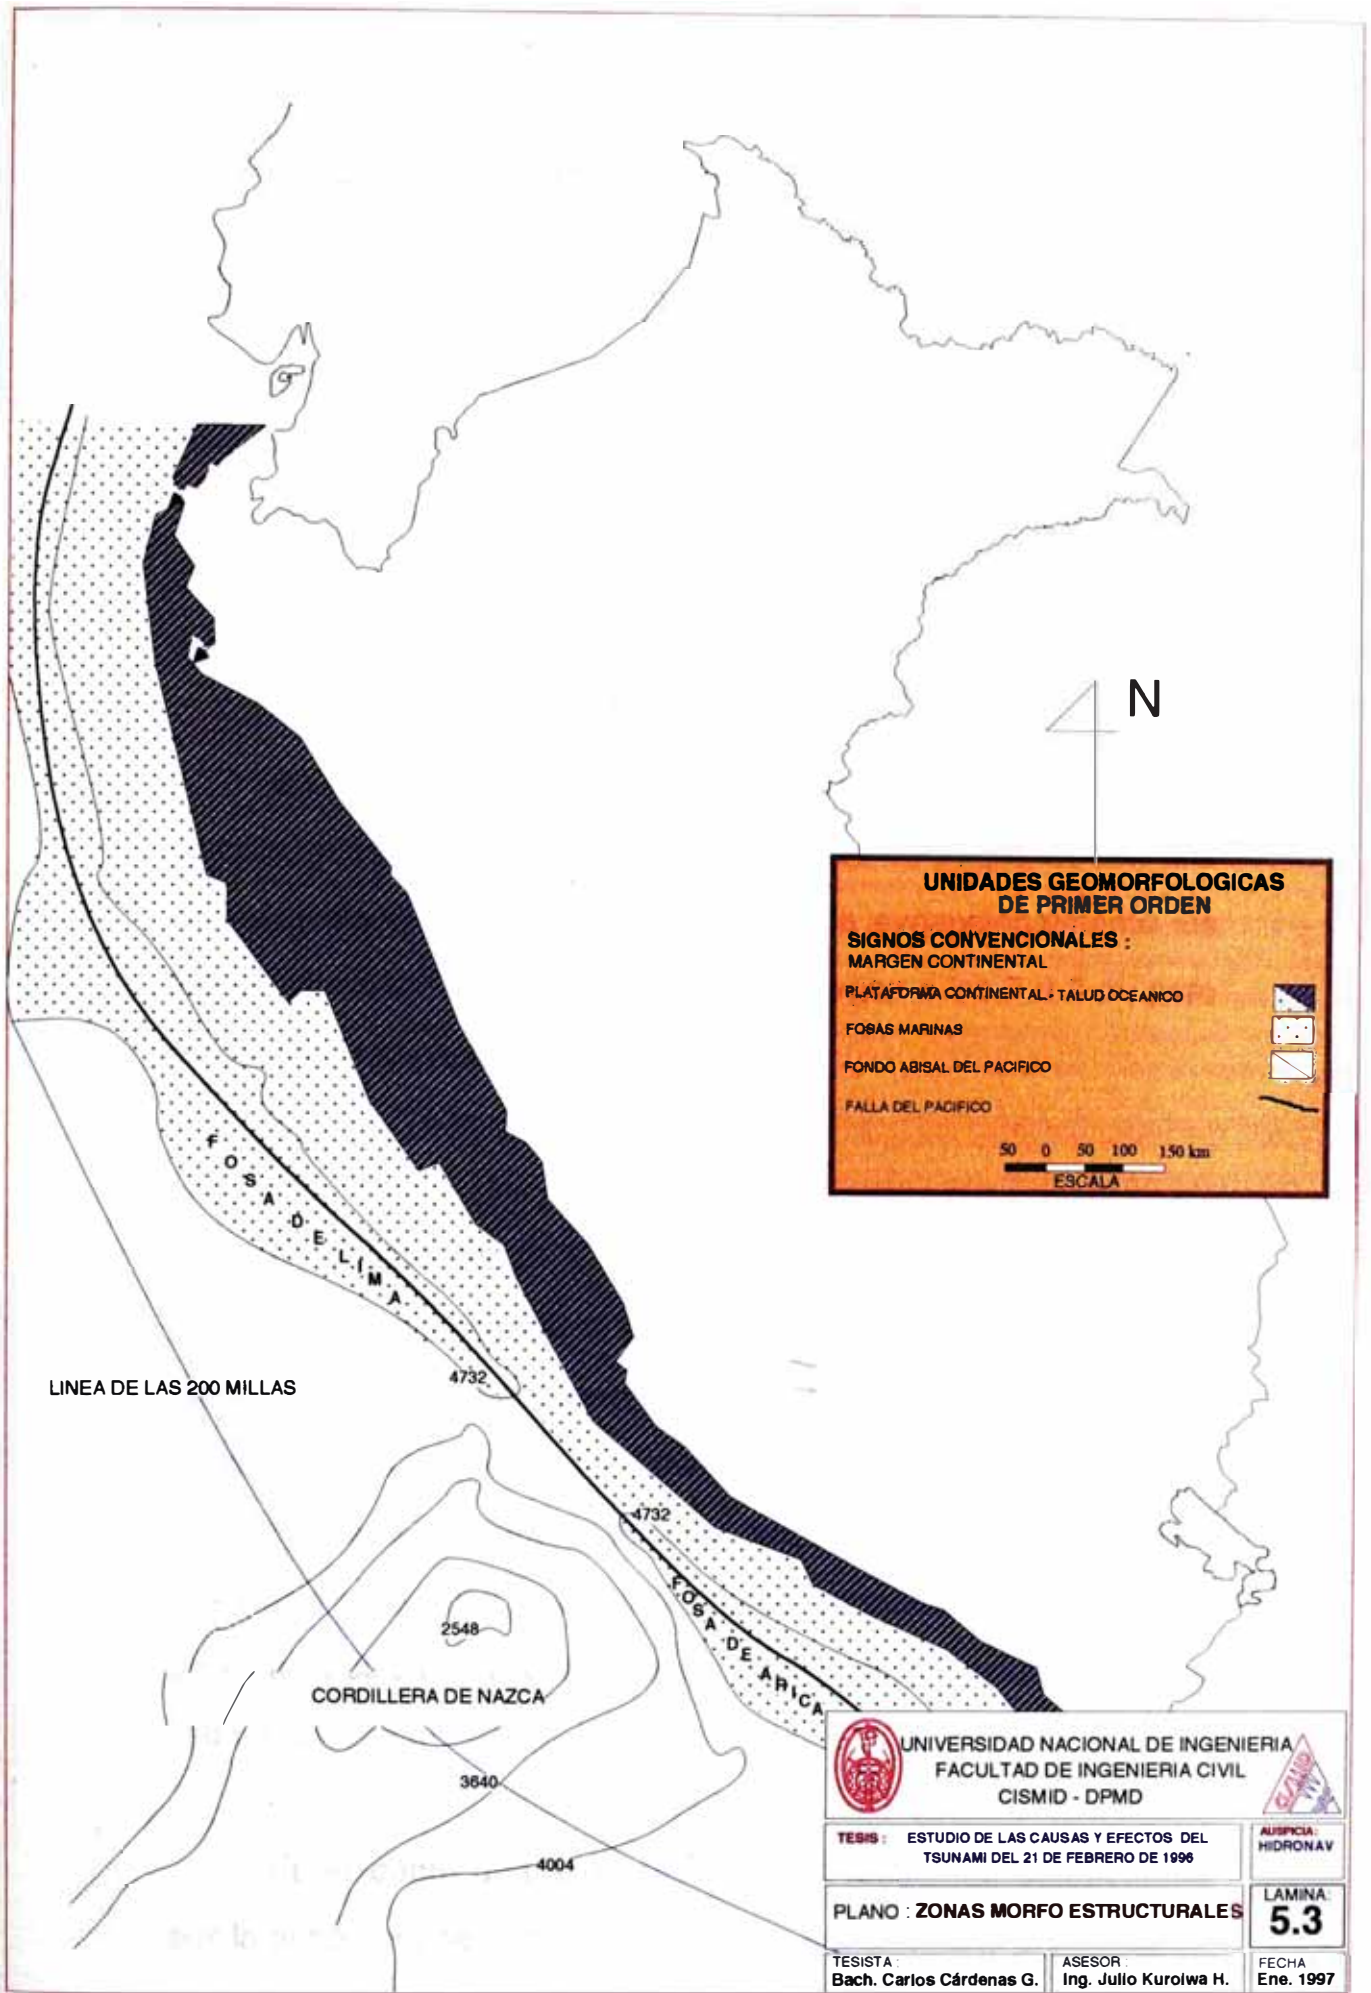 N
UNIDADES GEOMORFOLOGICAS
DE PRIMER ORDEN
SIGNOS CONVENCIONALES :
MARGEN CONTINENTAL
PLATAFORMA CONTINENTAL - TALUD OCEANICO
FOSAS MARINAS
FONDO ABISAL DEL PACIFICO
FALLA DEL PACIFICO
50 0 50 100 150 km
ESCALA
FOSA DE LIMA
LINEA DE LAS 200 MILLAS
4732
4732
FOSA DE ARICA
2548
CORDILLERA DE NAZCA
3640
4004
UNIVERSIDAD NACIONAL DE INGENIERIA
FACULTAD DE INGENIERIA CIVIL
CISMID - DPMD
TESIS : ESTUDIO DE LAS CAUSAS Y EFECTOS DEL
TSUNAMI DEL 21 DE FEBRERO DE 1996
AUSPICIA:
HIDRONAV
PLANO : ZONAS MORFO ESTRUCTURALES
LAMINA:
5.3
TESISTA :
Bach. Carlos Cárdenas G.
ASESOR :
Ing. Julio Kuroiwa H.
FECHA
Ene. 1997